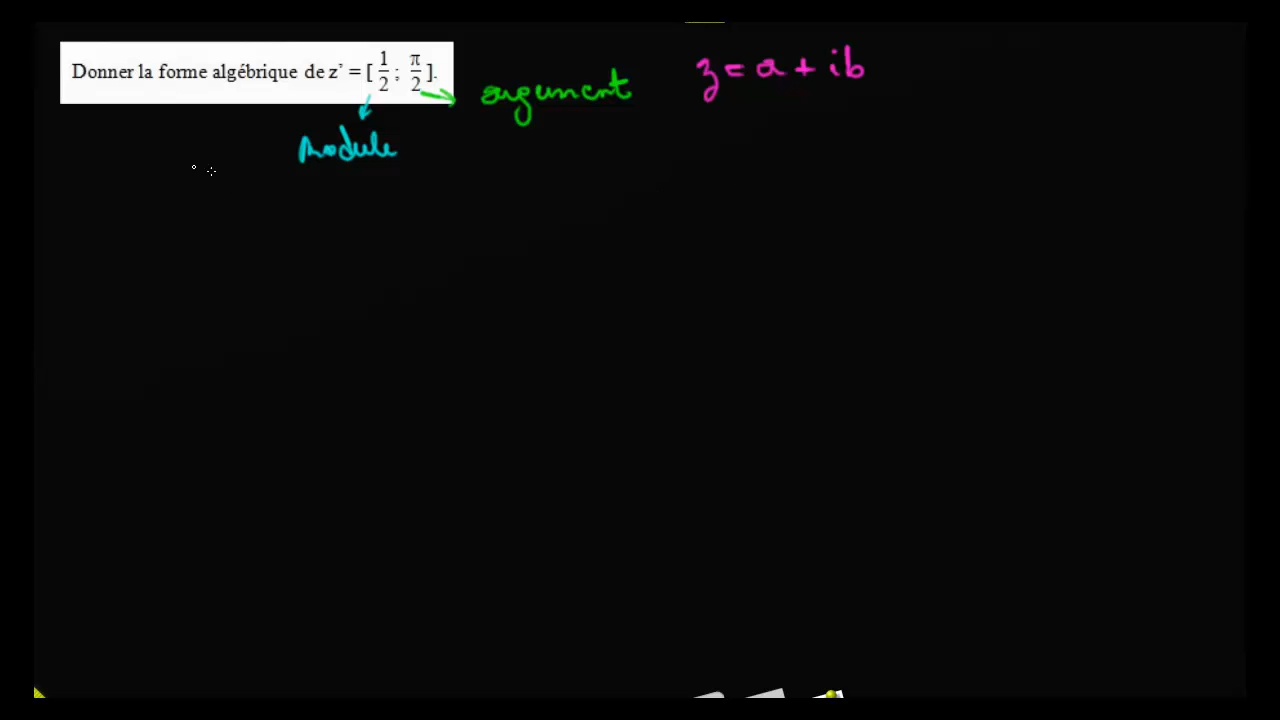 Donner la forme algébrique de z' = [ 1/2 ; π/2 ].
argument
z = a + ib
module